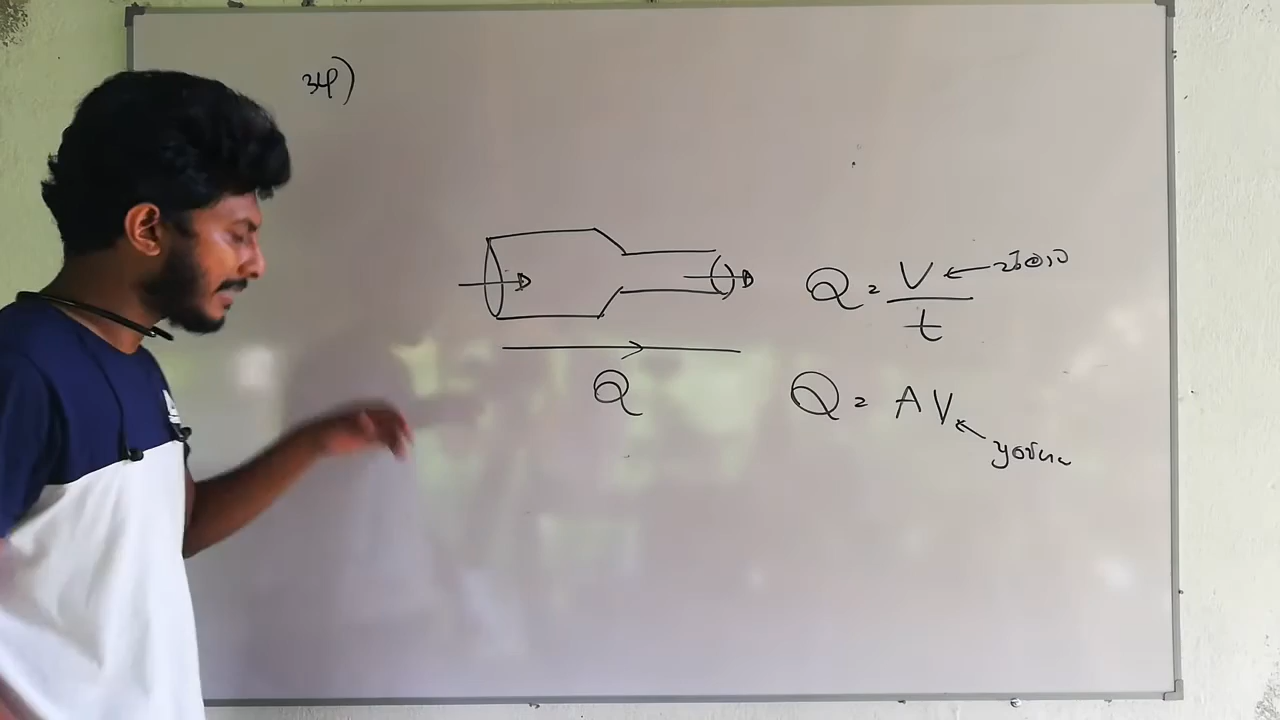 34)
Q = V
t
Q
Q = AV